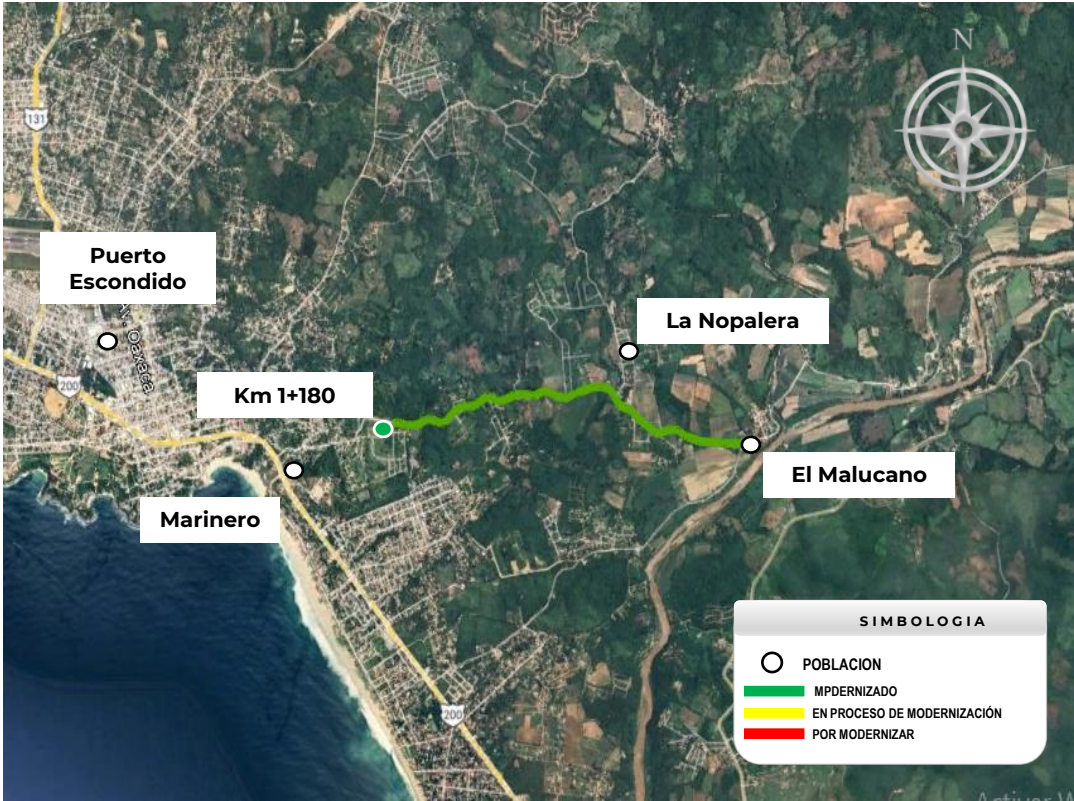 N
131
Puerto
Escondido
Av. Oaxaca
La Nopalera
200
Km 1+180
El Malucano
Marinero
200
SIMBOLOGIA
POBLACION
MPDERNIZADO
EN PROCESO DE MODERNIZACIÓN
POR MODERNIZAR